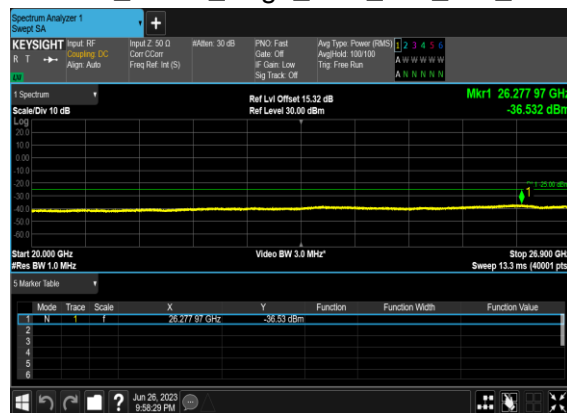 Spectrum Analyzer 1
Swept SA
KEYSIGHT
R T
Input: RF
Coupling: DC
Align: Auto
Input Z: 50 Ω
Corr CCorr
Freq Ref: Int (S)
#Atten: 30 dB
PNO: Fast
Gate: Off
IF Gain: Low
Sig Track: Off
Avg Type: Power (RMS)
Avg|Hold: 100/100
Trig: Free Run
1 2 3 4 5 6
A W W W W W
A N N N N N
1 Spectrum
Scale/Div 10 dB
Ref Lvl Offset 15.32 dB
Ref Level 30.00 dBm
Mkr1 26.277 97 GHz
-36.532 dBm
Log
20.0
10.0
0.00
-10.0
-20.0
-30.0
-40.0
-50.0
-60.0
1
Start 20.000 GHz
#Res BW 1.0 MHz
Video BW 3.0 MHz*
Stop 26.900 GHz
Sweep 13.3 ms (40001 pts)
5 Marker Table
Mode Trace Scale X Y Function Function Width Function Value
1 N 1 f 26.277 97 GHz -36.53 dBm
2
3
4
5
6
?
Jun 26, 2023
9:58:29 PM